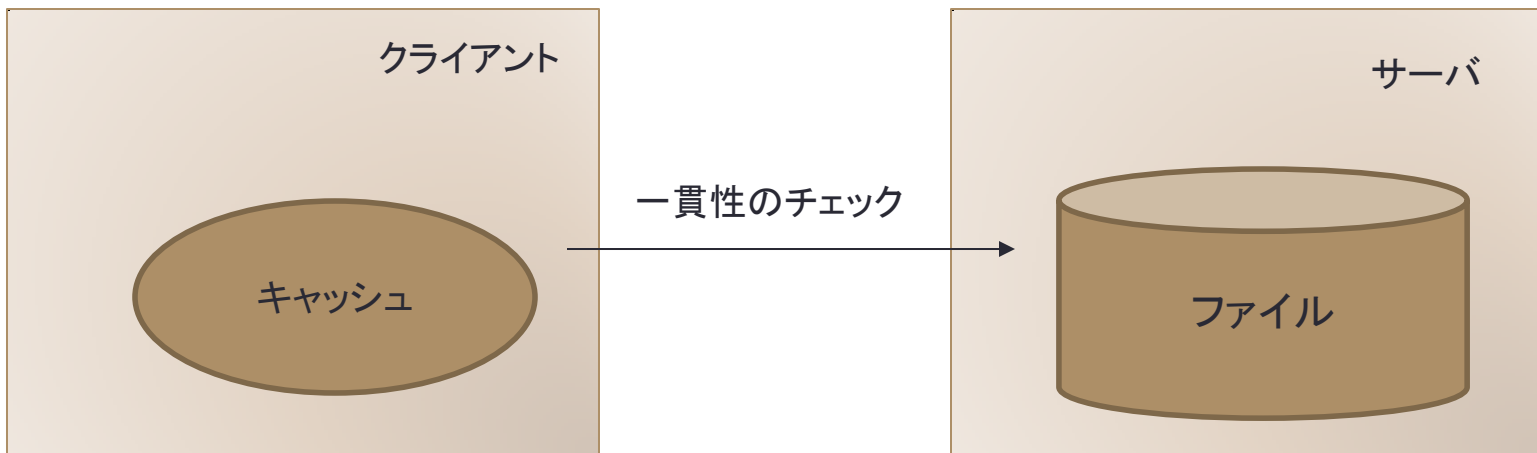 クライアント
サーバ
一貫性のチェック
キャッシュ
ファイル